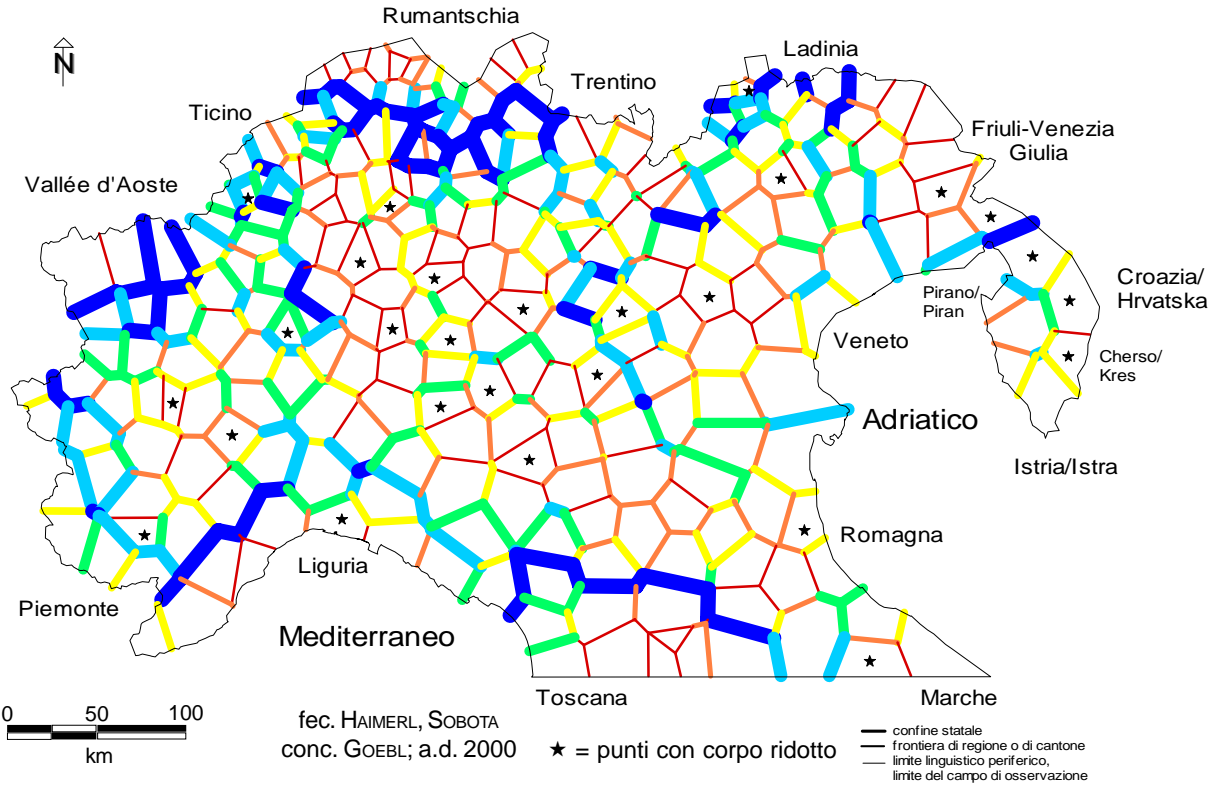 Rumantschia
Ladinia
N
Trentino
Ticino
Friuli-Venezia
Giulia
Vallée d'Aoste
Croazia/
Hrvatska
Pirano/
Piran
Veneto
Cherso/
Kres
Adriatico
Istria/Istra
Romagna
Liguria
Piemonte
Mediterraneo
Toscana
Marche
0 50 100
km
fec. HAIMERL, SOBOTA
conc. GOEBL; a.d. 2000
★ = punti con corpo ridotto
confine statale
frontiera di regione o di cantone
limite linguistico periferico,
limite del campo di osservazione